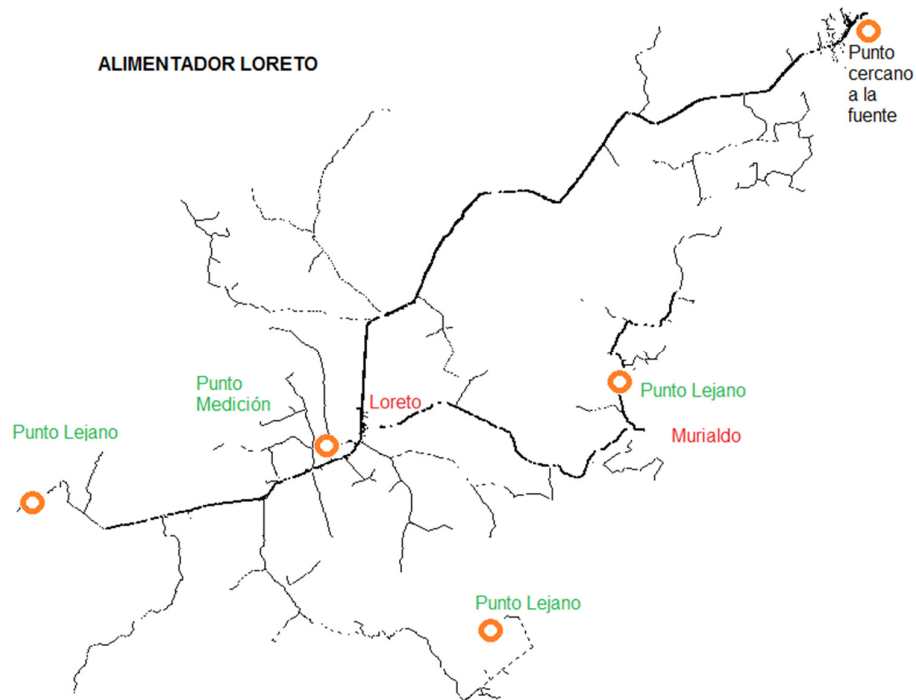 ALIMENTADOR LORETO
Punto
cercano
a la
fuente
Punto
Medición
Loreto
Punto Lejano
Murialdo
Punto Lejano
Punto Lejano